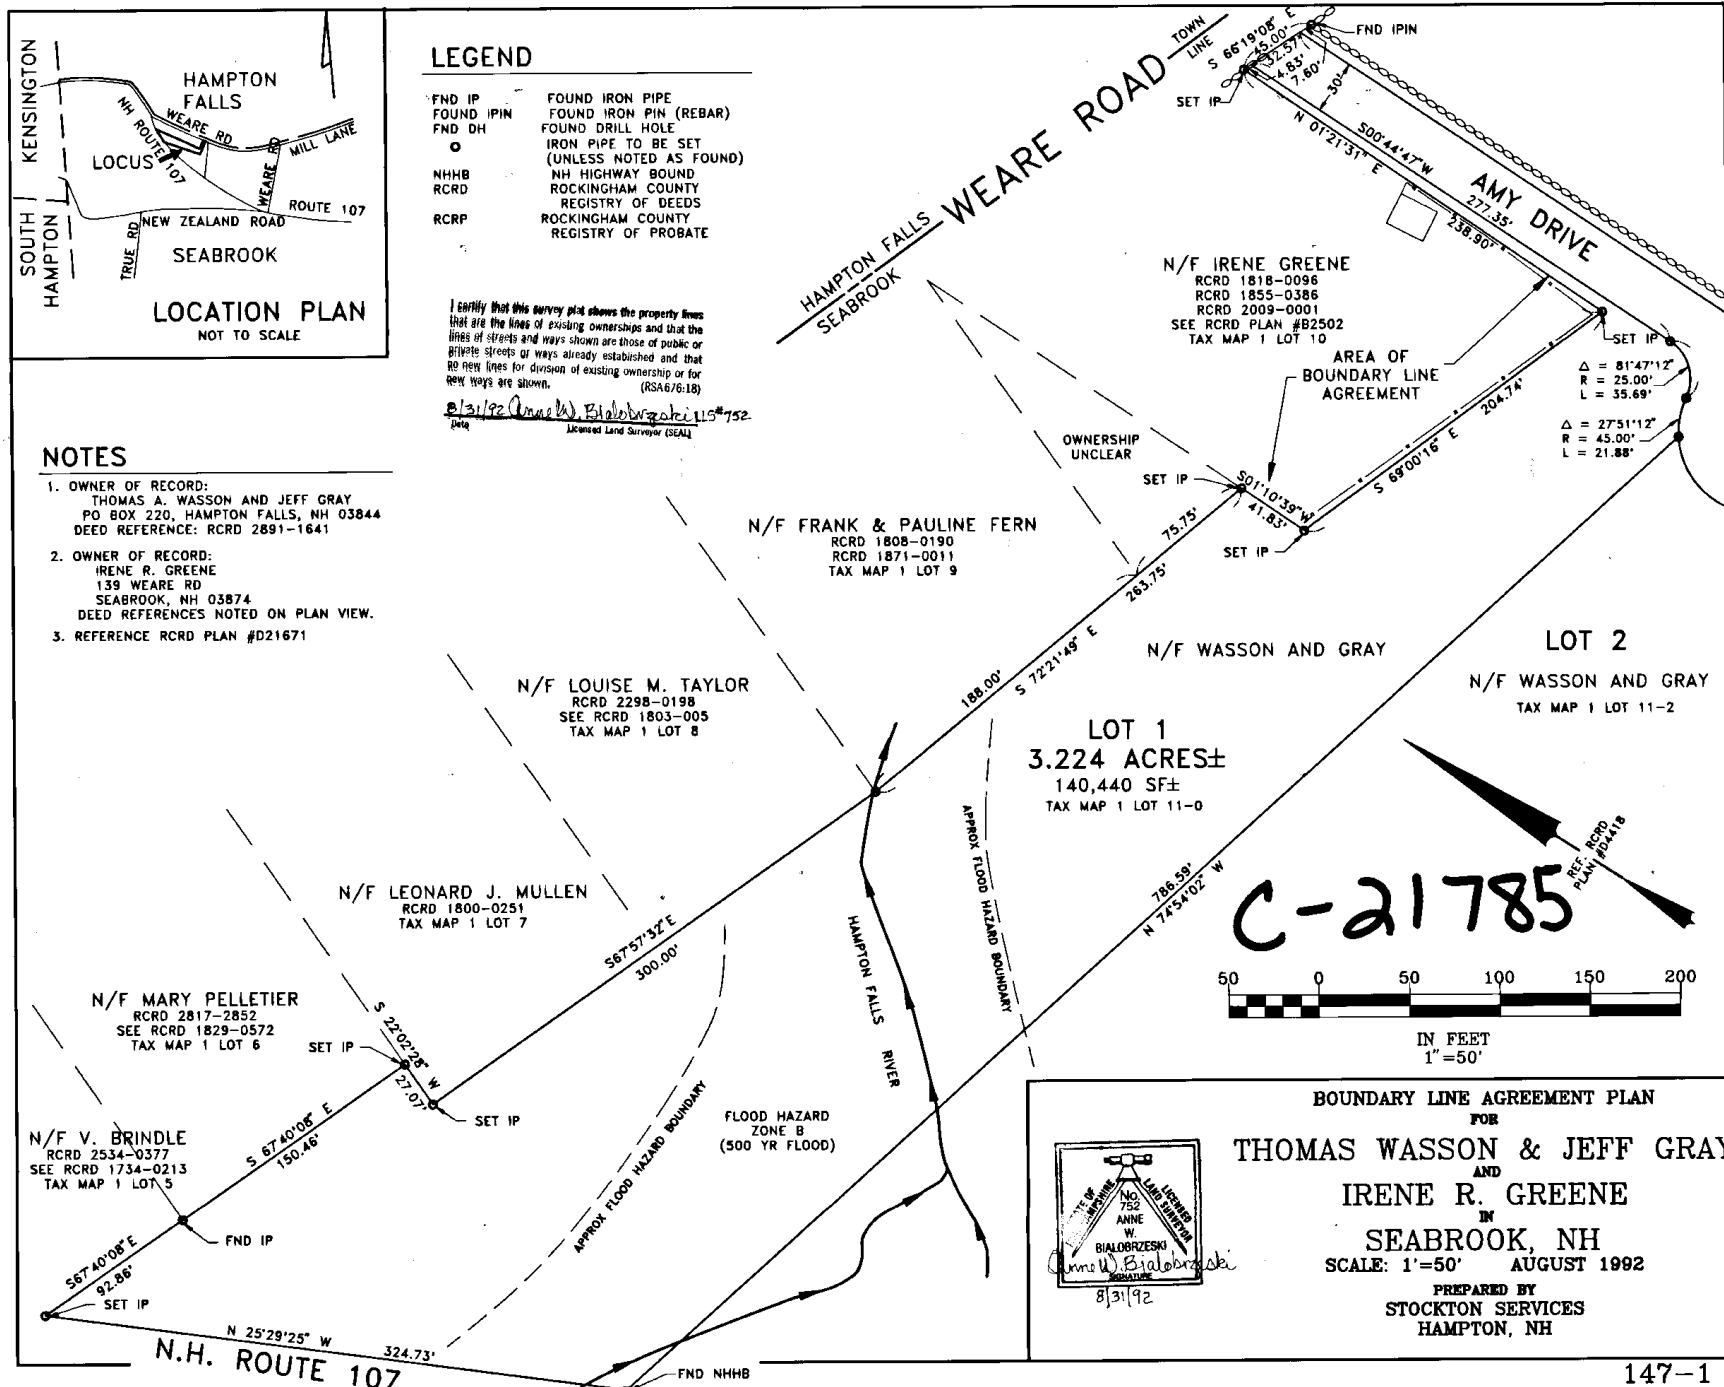 KENSINGTON
HAMPTON
FALLS
NH ROUTE 107
WEARE RD
MILL LANE
LOCUS
WEARE RD
ROUTE 107
NEW ZEALAND ROAD
TRUE RD
SEABROOK
SOUTH
HAMPTON
LOCATION PLAN
NOT TO SCALE
LEGEND
FND IP FOUND IRON PIPE
FOUND IPIN FOUND IRON PIN (REBAR)
FND DH FOUND DRILL HOLE
IRON PIPE TO BE SET
(UNLESS NOTED AS FOUND)
NHHB NH HIGHWAY BOUND
RCRD ROCKINGHAM COUNTY
REGISTRY OF DEEDS
RCRP ROCKINGHAM COUNTY
REGISTRY OF PROBATE
I certify that this survey plat shows the property lines
that are the lines of existing ownerships and that the
lines of streets and ways shown are those of public or
private streets or ways already established and that
no new lines for division of existing ownership or for
new ways are shown. (RSA 676:18)
8/31/92 Anne W. Bialobrzeski LLS #752
Date Licensed Land Surveyor (SEAL)
NOTES
1. OWNER OF RECORD:
THOMAS A. WASSON AND JEFF GRAY
PO BOX 220, HAMPTON FALLS, NH 03844
DEED REFERENCE: RCRD 2891-1641
2. OWNER OF RECORD:
IRENE R. GREENE
139 WEARE RD
SEABROOK, NH 03874
DEED REFERENCES NOTED ON PLAN VIEW.
3. REFERENCE RCRD PLAN #D21671
TOWN
LINE
WEARE ROAD
HAMPTON FALLS
SEABROOK
S 66°19'08" E
45.00'
32.57'
4.83'
7.60'
30'
FND IPIN
SET IP
N 01°21'31" E
S00°44'47"W
277.35'
238.90'
AMY DRIVE
N/F IRENE GREENE
RCRD 1818-0096
RCRD 1855-0386
RCRD 2009-0001
SEE RCRD PLAN #B2502
TAX MAP 1 LOT 10
AREA OF
BOUNDARY LINE
AGREEMENT
SET IP
Δ = 81°47'12"
R = 25.00'
L = 35.69'
Δ = 27°51'12"
R = 45.00'
L = 21.88'
204.74'
S 69°00'16" E
OWNERSHIP
UNCLEAR
SET IP
S01°10'39"W
41.83'
SET IP
75.75'
263.75'
N/F FRANK & PAULINE FERN
RCRD 1808-0190
RCRD 1871-0011
TAX MAP 1 LOT 9
188.00'
S 72°21'49" E
N/F WASSON AND GRAY
LOT 2
N/F WASSON AND GRAY
TAX MAP 1 LOT 11-2
N/F LOUISE M. TAYLOR
RCRD 2298-0198
SEE RCRD 1803-005
TAX MAP 1 LOT 8
LOT 1
3.224 ACRES±
140,440 SF±
TAX MAP 1 LOT 11-0
APPROX FLOOD HAZARD BOUNDARY
786.59'
N 74°54'02" W
REF. RCRD
PLAN #D4418
C-21785
N/F LEONARD J. MULLEN
RCRD 1800-0251
TAX MAP 1 LOT 7
S67°57'32"E
300.00'
HAMPTON FALLS RIVER
50 0 50 100 150 200
IN FEET
1"=50'
N/F MARY PELLETIER
RCRD 2817-2852
SEE RCRD 1829-0572
TAX MAP 1 LOT 6
SET IP
S 22°02'28" W
27.07'
SET IP
APPROX FLOOD HAZARD BOUNDARY
FLOOD HAZARD
ZONE B
(500 YR FLOOD)
N/F V. BRINDLE
RCRD 2534-0377
SEE RCRD 1734-0213
TAX MAP 1 LOT 5
S 67°40'08" E
150.46'
FND IP
S67°40'08"E
92.86'
SET IP
N 25°29'25" W
324.73'
N.H. ROUTE 107
FND NHHB
BOUNDARY LINE AGREEMENT PLAN
FOR
THOMAS WASSON & JEFF GRAY
AND
IRENE R. GREENE
IN
SEABROOK, NH
SCALE: 1'=50' AUGUST 1992
PREPARED BY
STOCKTON SERVICES
HAMPTON, NH
LICENSED
LAND SURVEYOR
No.
752
ANNE
W.
BIALOBRZESKI
Anne W. Bialobrzeski
SIGNATURE
8/31/92
147-1